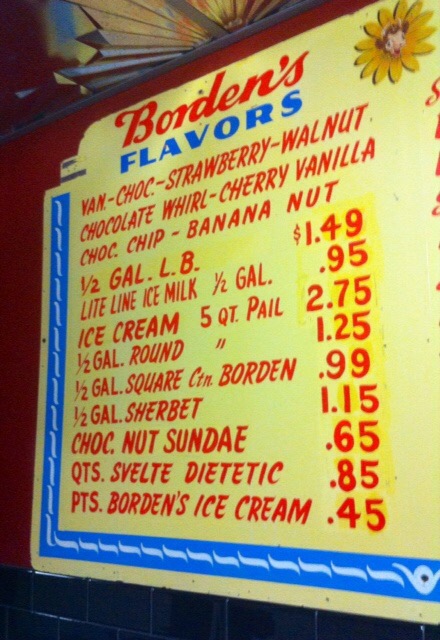 Borden's
FLAVORS
VAN.-CHOC-STRAWBERRY-WALNUT
CHOCOLATE WHIRL-CHERRY VANILLA
CHOC. CHIP - BANANA NUT
½ GAL. L.B. $1.49
LITE LINE ICE MILK ½ GAL. .95
ICE CREAM 5 QT. PAIL 2.75
½ GAL. ROUND " 1.25
½ GAL. SQUARE Ctn. BORDEN .99
½ GAL. SHERBET 1.15
CHOC. NUT SUNDAE .65
QTS. SVELTE DIETETIC .85
PTS. BORDEN'S ICE CREAM .45